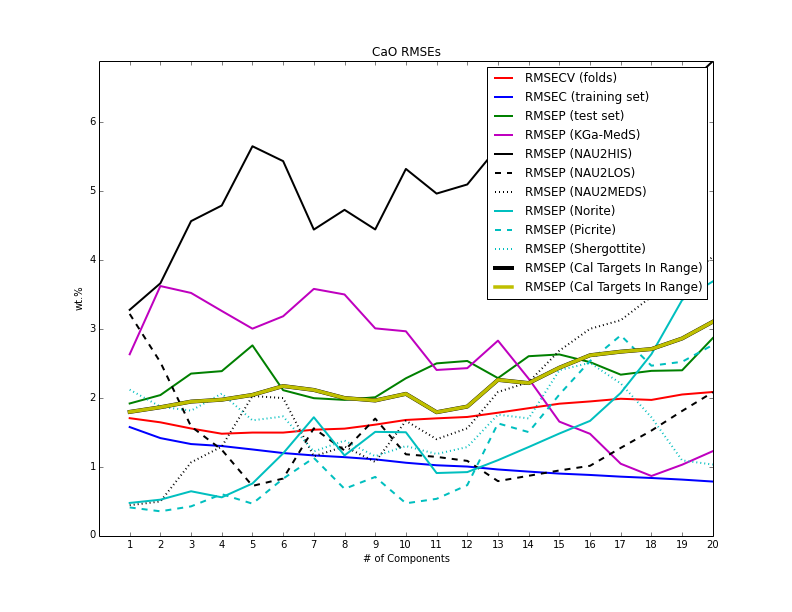 CaO RMSEs
RMSECV (folds)
RMSEC (training set)
RMSEP (test set)
RMSEP (KGa-MedS)
RMSEP (NAU2HIS)
RMSEP (NAU2LOS)
RMSEP (NAU2MEDS)
RMSEP (Norite)
RMSEP (Picrite)
RMSEP (Shergottite)
RMSEP (Cal Targets In Range)
RMSEP (Cal Targets In Range)
6
5
4
3
2
1
0
wt.%
1 2 3 4 5 6 7 8 9 10 11 12 13 14 15 16 17 18 19 20
# of Components